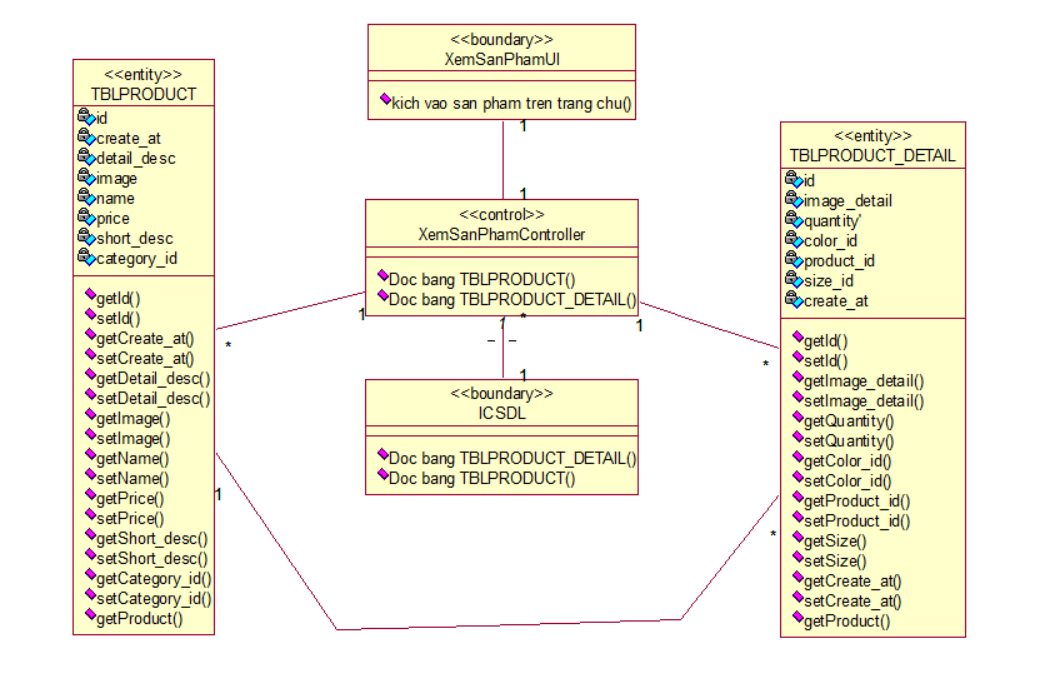 <<entity>>
TBLPRODUCT
id
create_at
detail_desc
image
name
price
short_desc
category_id
getId()
setId()
getCreate_at()
setCreate_at()
getDetail_desc()
setDetail_desc()
getImage()
setImage()
getName()
setName()
getPrice()
setPrice()
getShort_desc()
setShort_desc()
getCategory_id()
setCategory_id()
getProduct()
<<boundary>>
XemSanPhamUI
kich vao san pham tren trang chu()
1
1
<<control>>
XemSanPhamController
Doc bang TBLPRODUCT()
Doc bang TBLPRODUCT_DETAIL()
1
*
1
*
1
*
1
<<boundary>>
ICSDL
Doc bang TBLPRODUCT_DETAIL()
Doc bang TBLPRODUCT()
1
*
<<entity>>
TBLPRODUCT_DETAIL
id
image_detail
quantity'
color_id
product_id
size_id
create_at
getId()
setId()
getImage_detail()
setImage_detail()
getQuantity()
setQuantity()
getColor_id()
setColor_id()
getProduct_id()
setProduct_id()
getSize()
setSize()
getCreate_at()
setCreate_at()
getProduct()